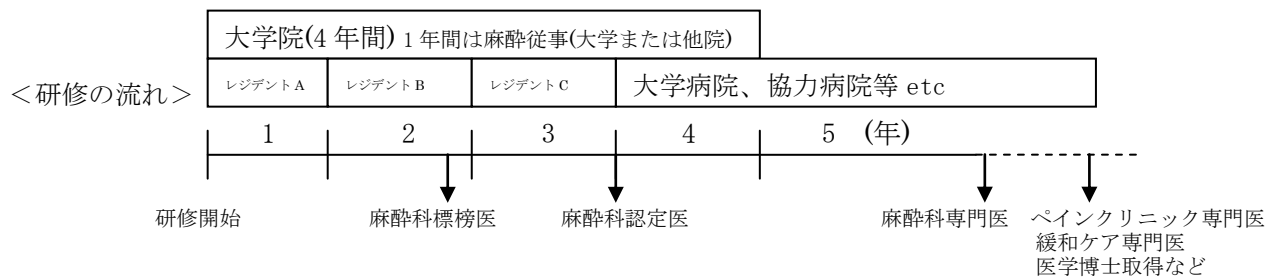 大学院(4年間) 1年間は麻酔従事(大学または他院)
＜研修の流れ＞
レジデントA レジデントB レジデントC 大学病院、協力病院等 etc
1 2 3 4 5 (年)
研修開始 麻酔科標榜医 麻酔科認定医 麻酔科専門医 ペインクリニック専門医
緩和ケア専門医
医学博士取得など